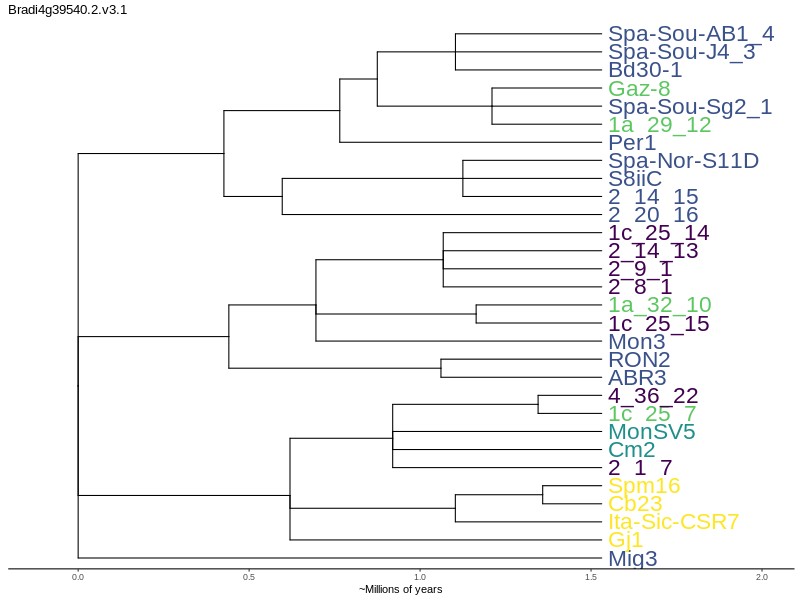 Bradi4g39540.2.v3.1
Spa-Sou-AB1_4
Spa-Sou-J4_3
Bd30-1
Gaz-8
Spa-Sou-Sg2_1
1a_29_12
Per1
Spa-Nor-S11D
S8iiC
2_14_15
2_20_16
1c_25_14
2_14_13
2_9_1
2_8_1
1a_32_10
1c_25_15
Mon3
RON2
ABR3
4_36_22
1c_25_7
MonSV5
Cm2
2_1_7
Spm16
Cb23
Ita-Sic-CSR7
Gj1
Mig3
0.0 0.5 1.0 1.5 2.0
~Millions of years